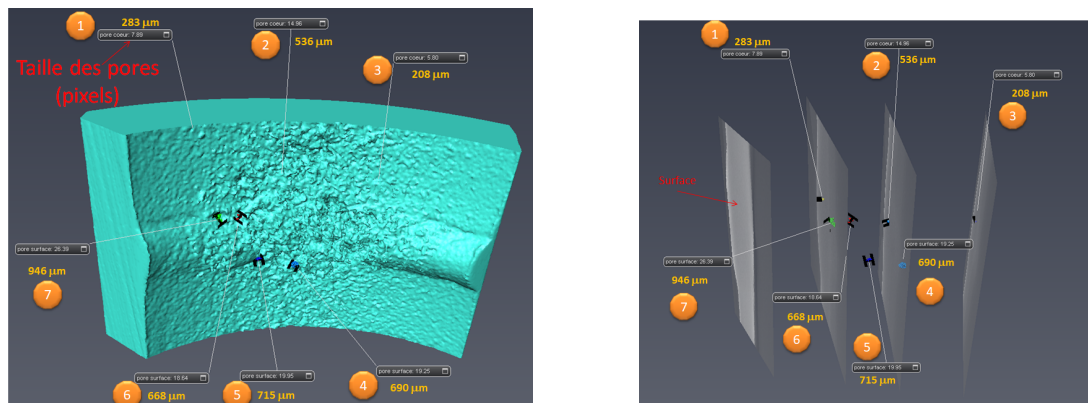 1
283 µm
pore coeur: 7.89
Taille des pores
(pixels)
2
pore coeur: 14.96
536 µm
3
pore coeur: 5.80
208 µm
pore surface: 26.39
946 µm
7
pore surface: 18.64
6
668 µm
pore surface: 19.95
5
715 µm
pore surface: 19.25
4
690 µm
1
283 µm
pore coeur: 7.89
2
pore coeur: 14.96
536 µm
pore coeur: 5.80
208 µm
3
Surface
pore surface: 26.39
946 µm
7
pore surface: 18.64
668 µm
6
pore surface: 19.25
690 µm
4
5
pore surface: 19.95
715 µm